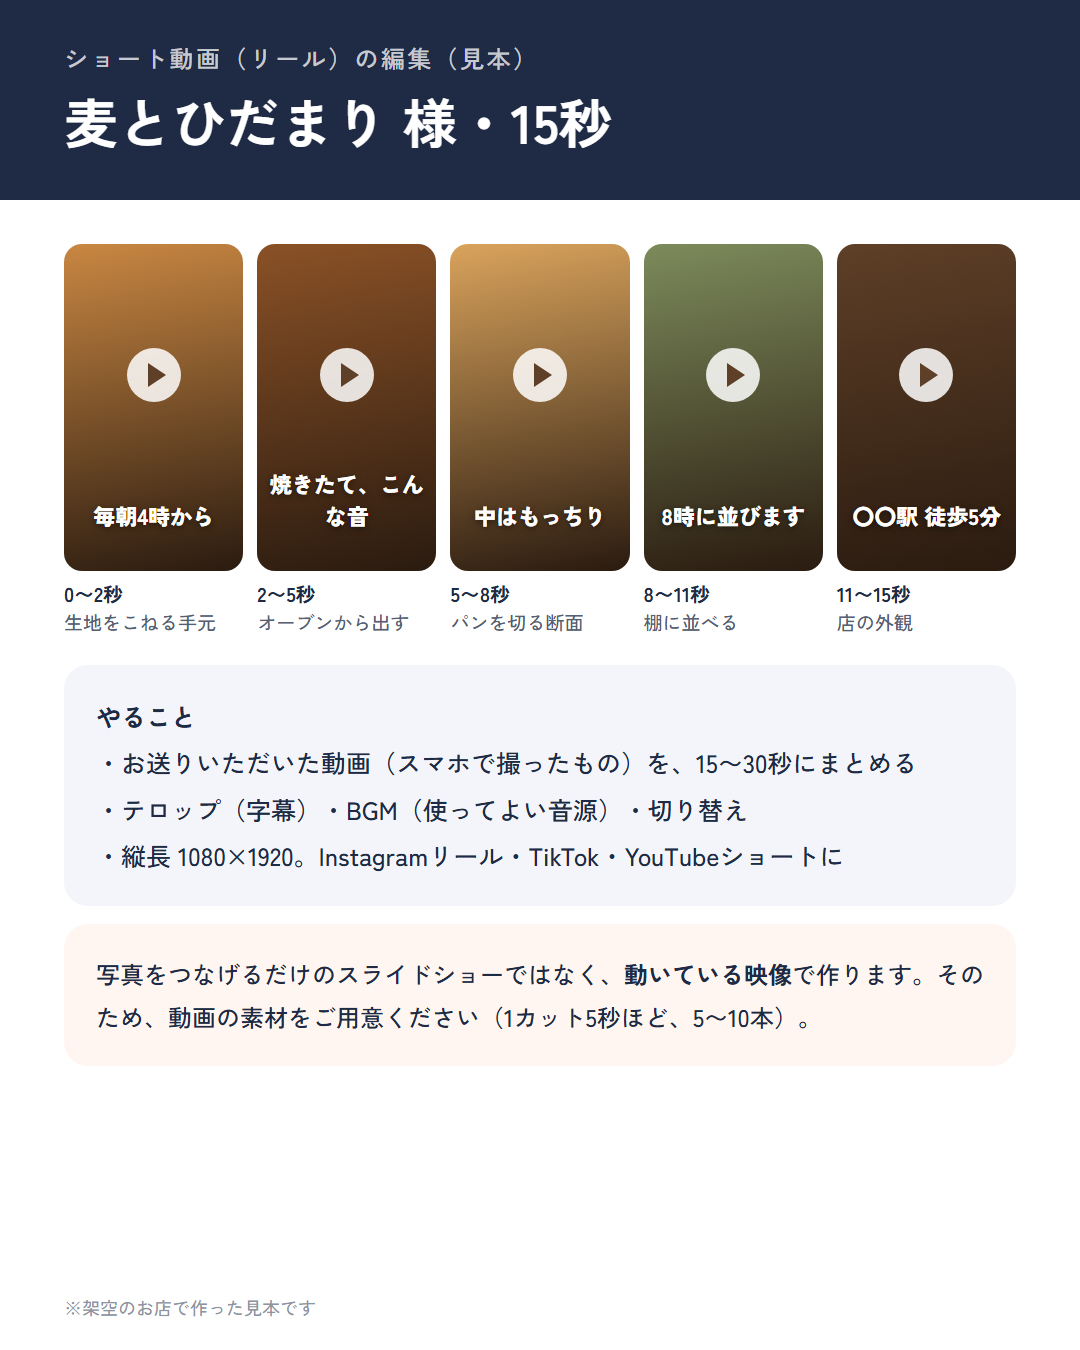 ショート動画（リール）の編集（見本）
麦とひだまり 様・15秒
毎朝4時から
焼きたて、こん
な音
中はもっちり
8時に並びます
〇〇駅 徒歩5分
0〜2秒
生地をこねる手元
2〜5秒
オーブンから出す
5〜8秒
パンを切る断面
8〜11秒
棚に並べる
11〜15秒
店の外観
やること
・お送りいただいた動画（スマホで撮ったもの）を、15〜30秒にまとめる
・テロップ（字幕）・BGM（使ってよい音源）・切り替え
・縦長 1080×1920。Instagramリール・TikTok・YouTubeショートに
写真をつなげるだけのスライドショーではなく、動いている映像で作ります。その
ため、動画の素材をご用意ください（1カット5秒ほど、5〜10本）。
※架空のお店で作った見本です